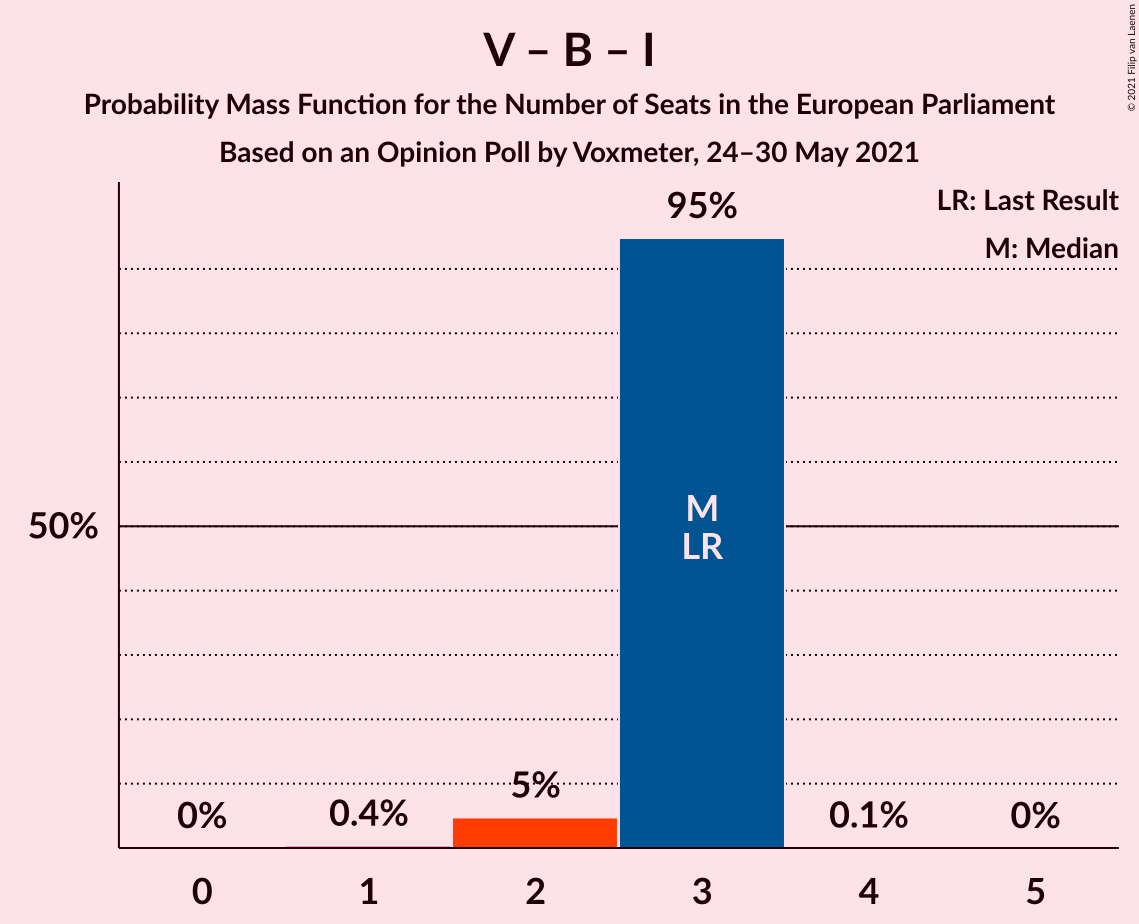 V – B – I
Probability Mass Function for the Number of Seats in the European Parliament
Based on an Opinion Poll by Voxmeter, 24–30 May 2021
© 2021 Filip van Laenen
LR: Last Result
M: Median
95%
50%
M
LR
5%
0%
0.4%
0.1%
0%
0
1
2
3
4
5